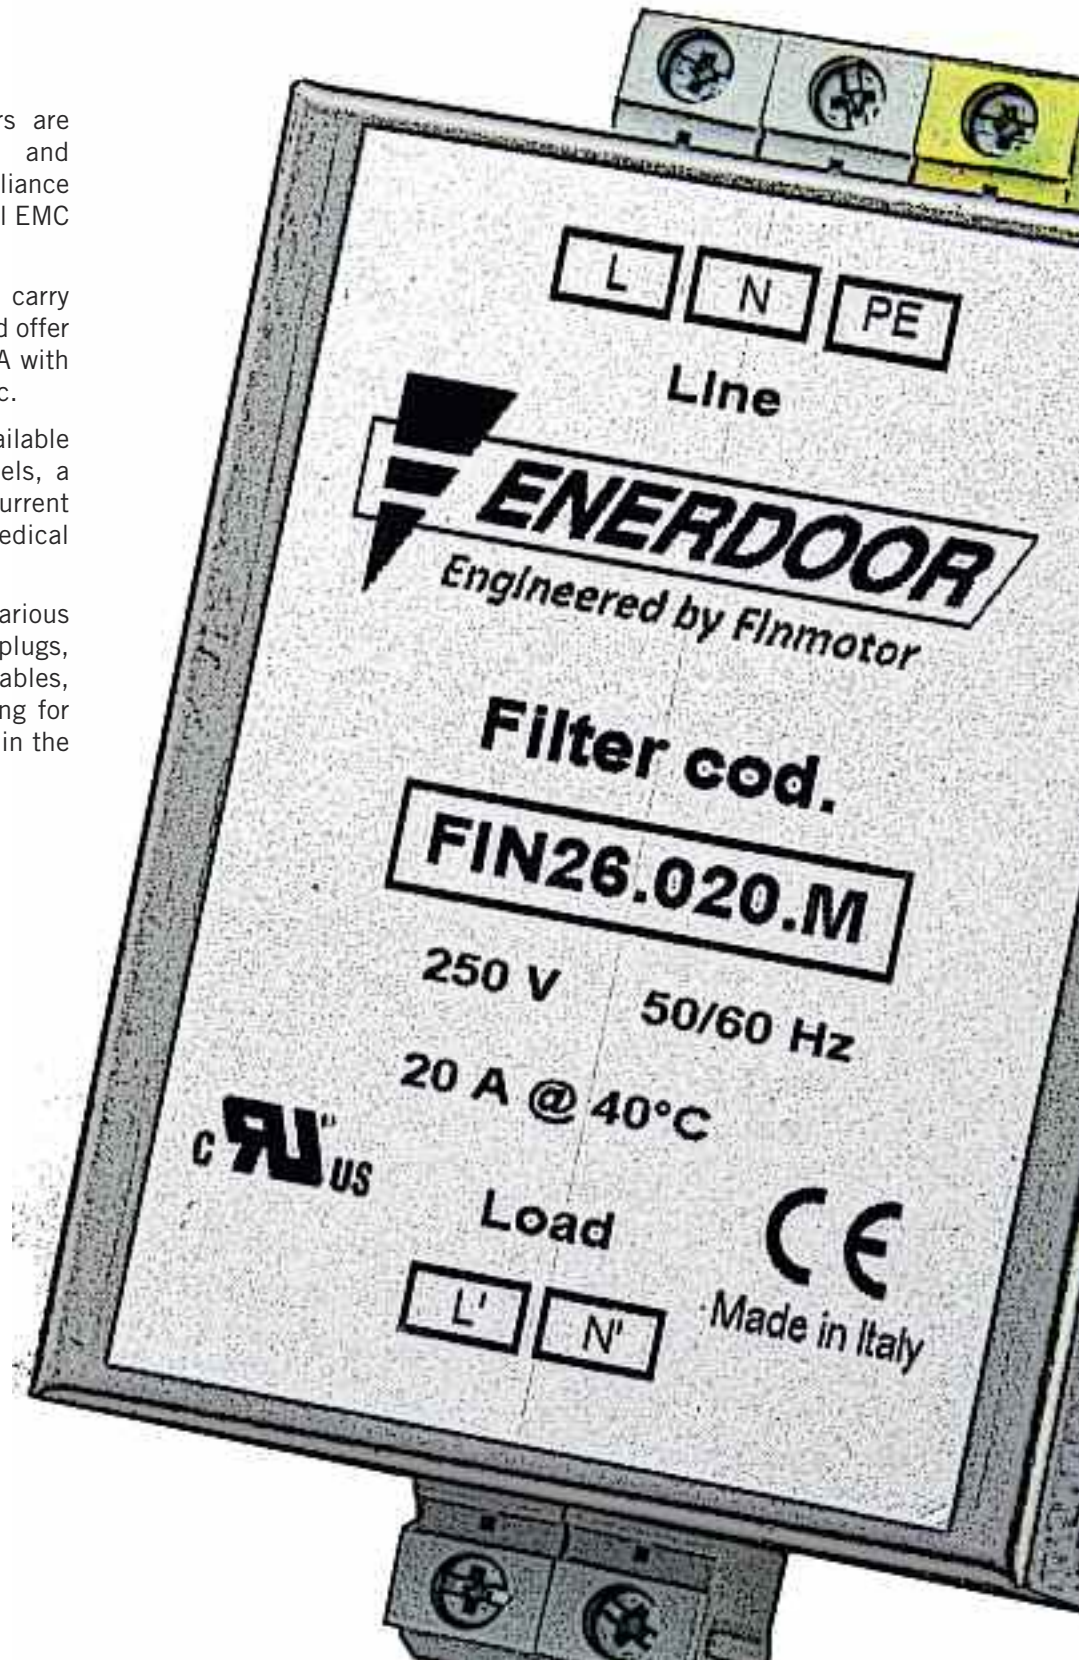 rs are
and
liance
l EMC
carry
d offer
A with
c.
ailable
els, a
urrent
edical
arious
plugs,
ables,
ng for
in the
L N PE
Line
ENERDOOR
Engineered by Finmotor
Filter cod.
FIN26.020.M
250 V 50/60 Hz
20 A @ 40°C
c RU US
Load
CE
L' N'
Made in Italy